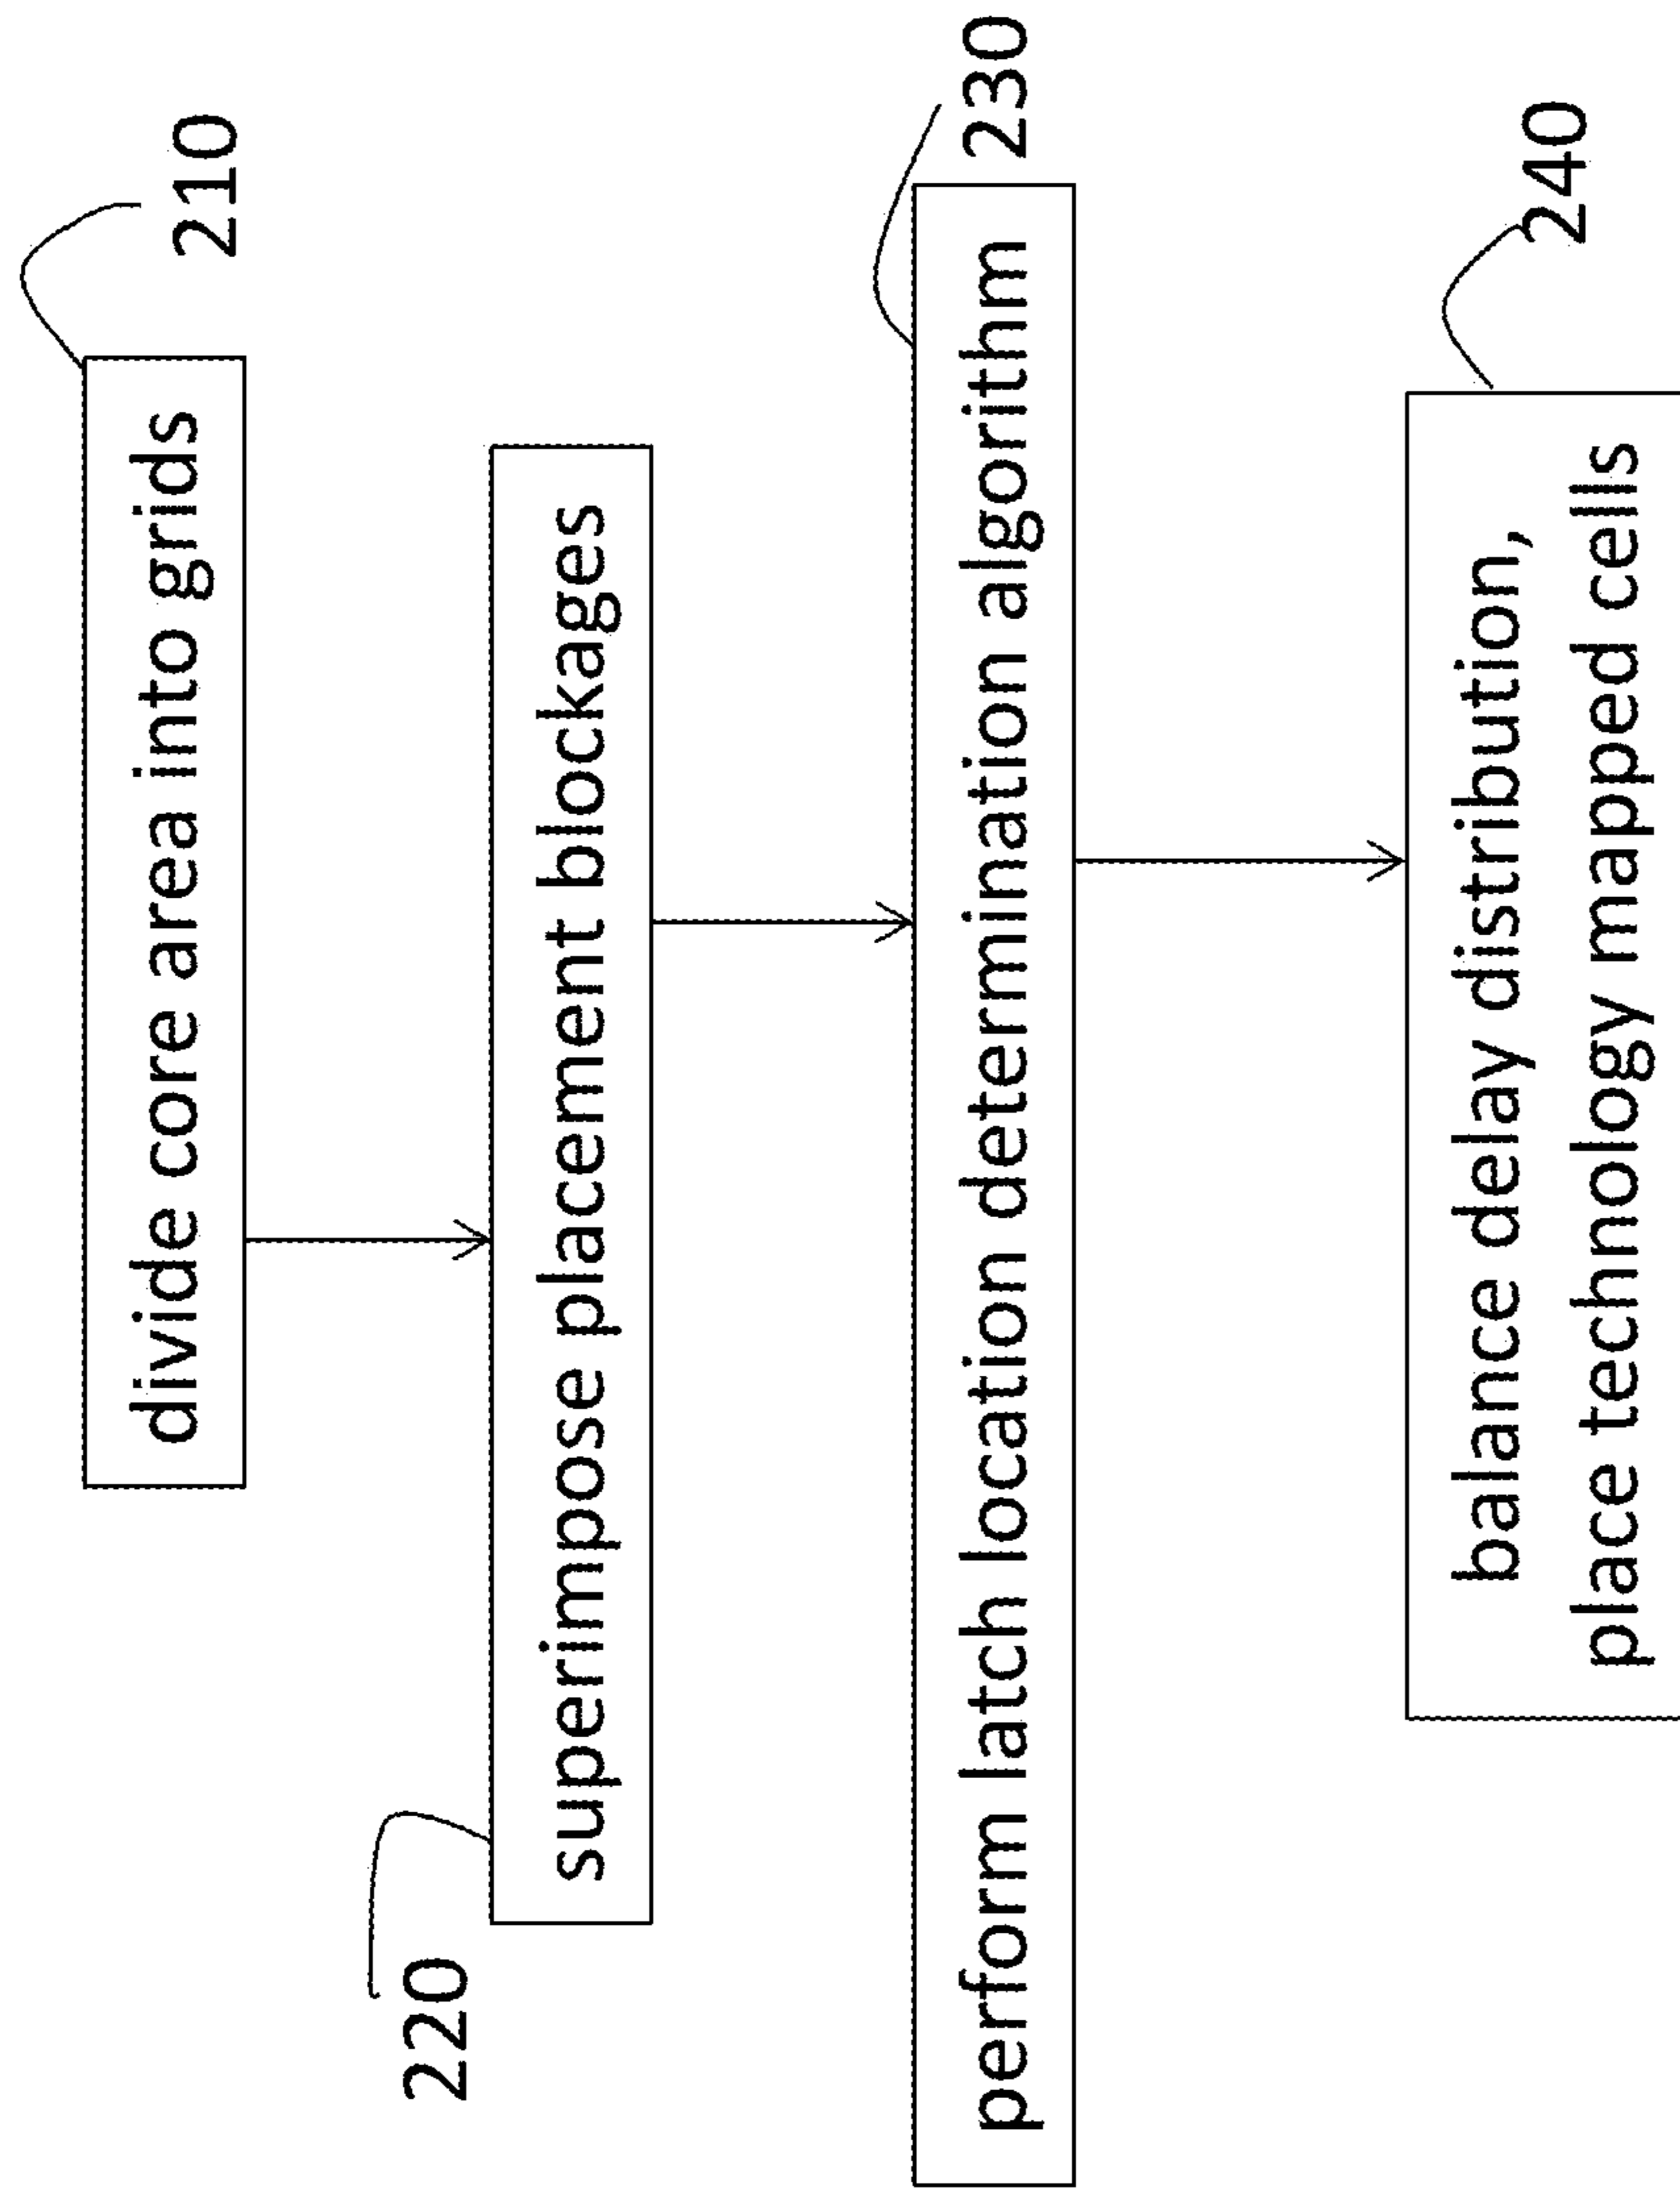 210
divide core area into grids
220
superimpose placement blockages
230
perform latch location determination algorithm
240
balance delay distribution,
place technology mapped cells